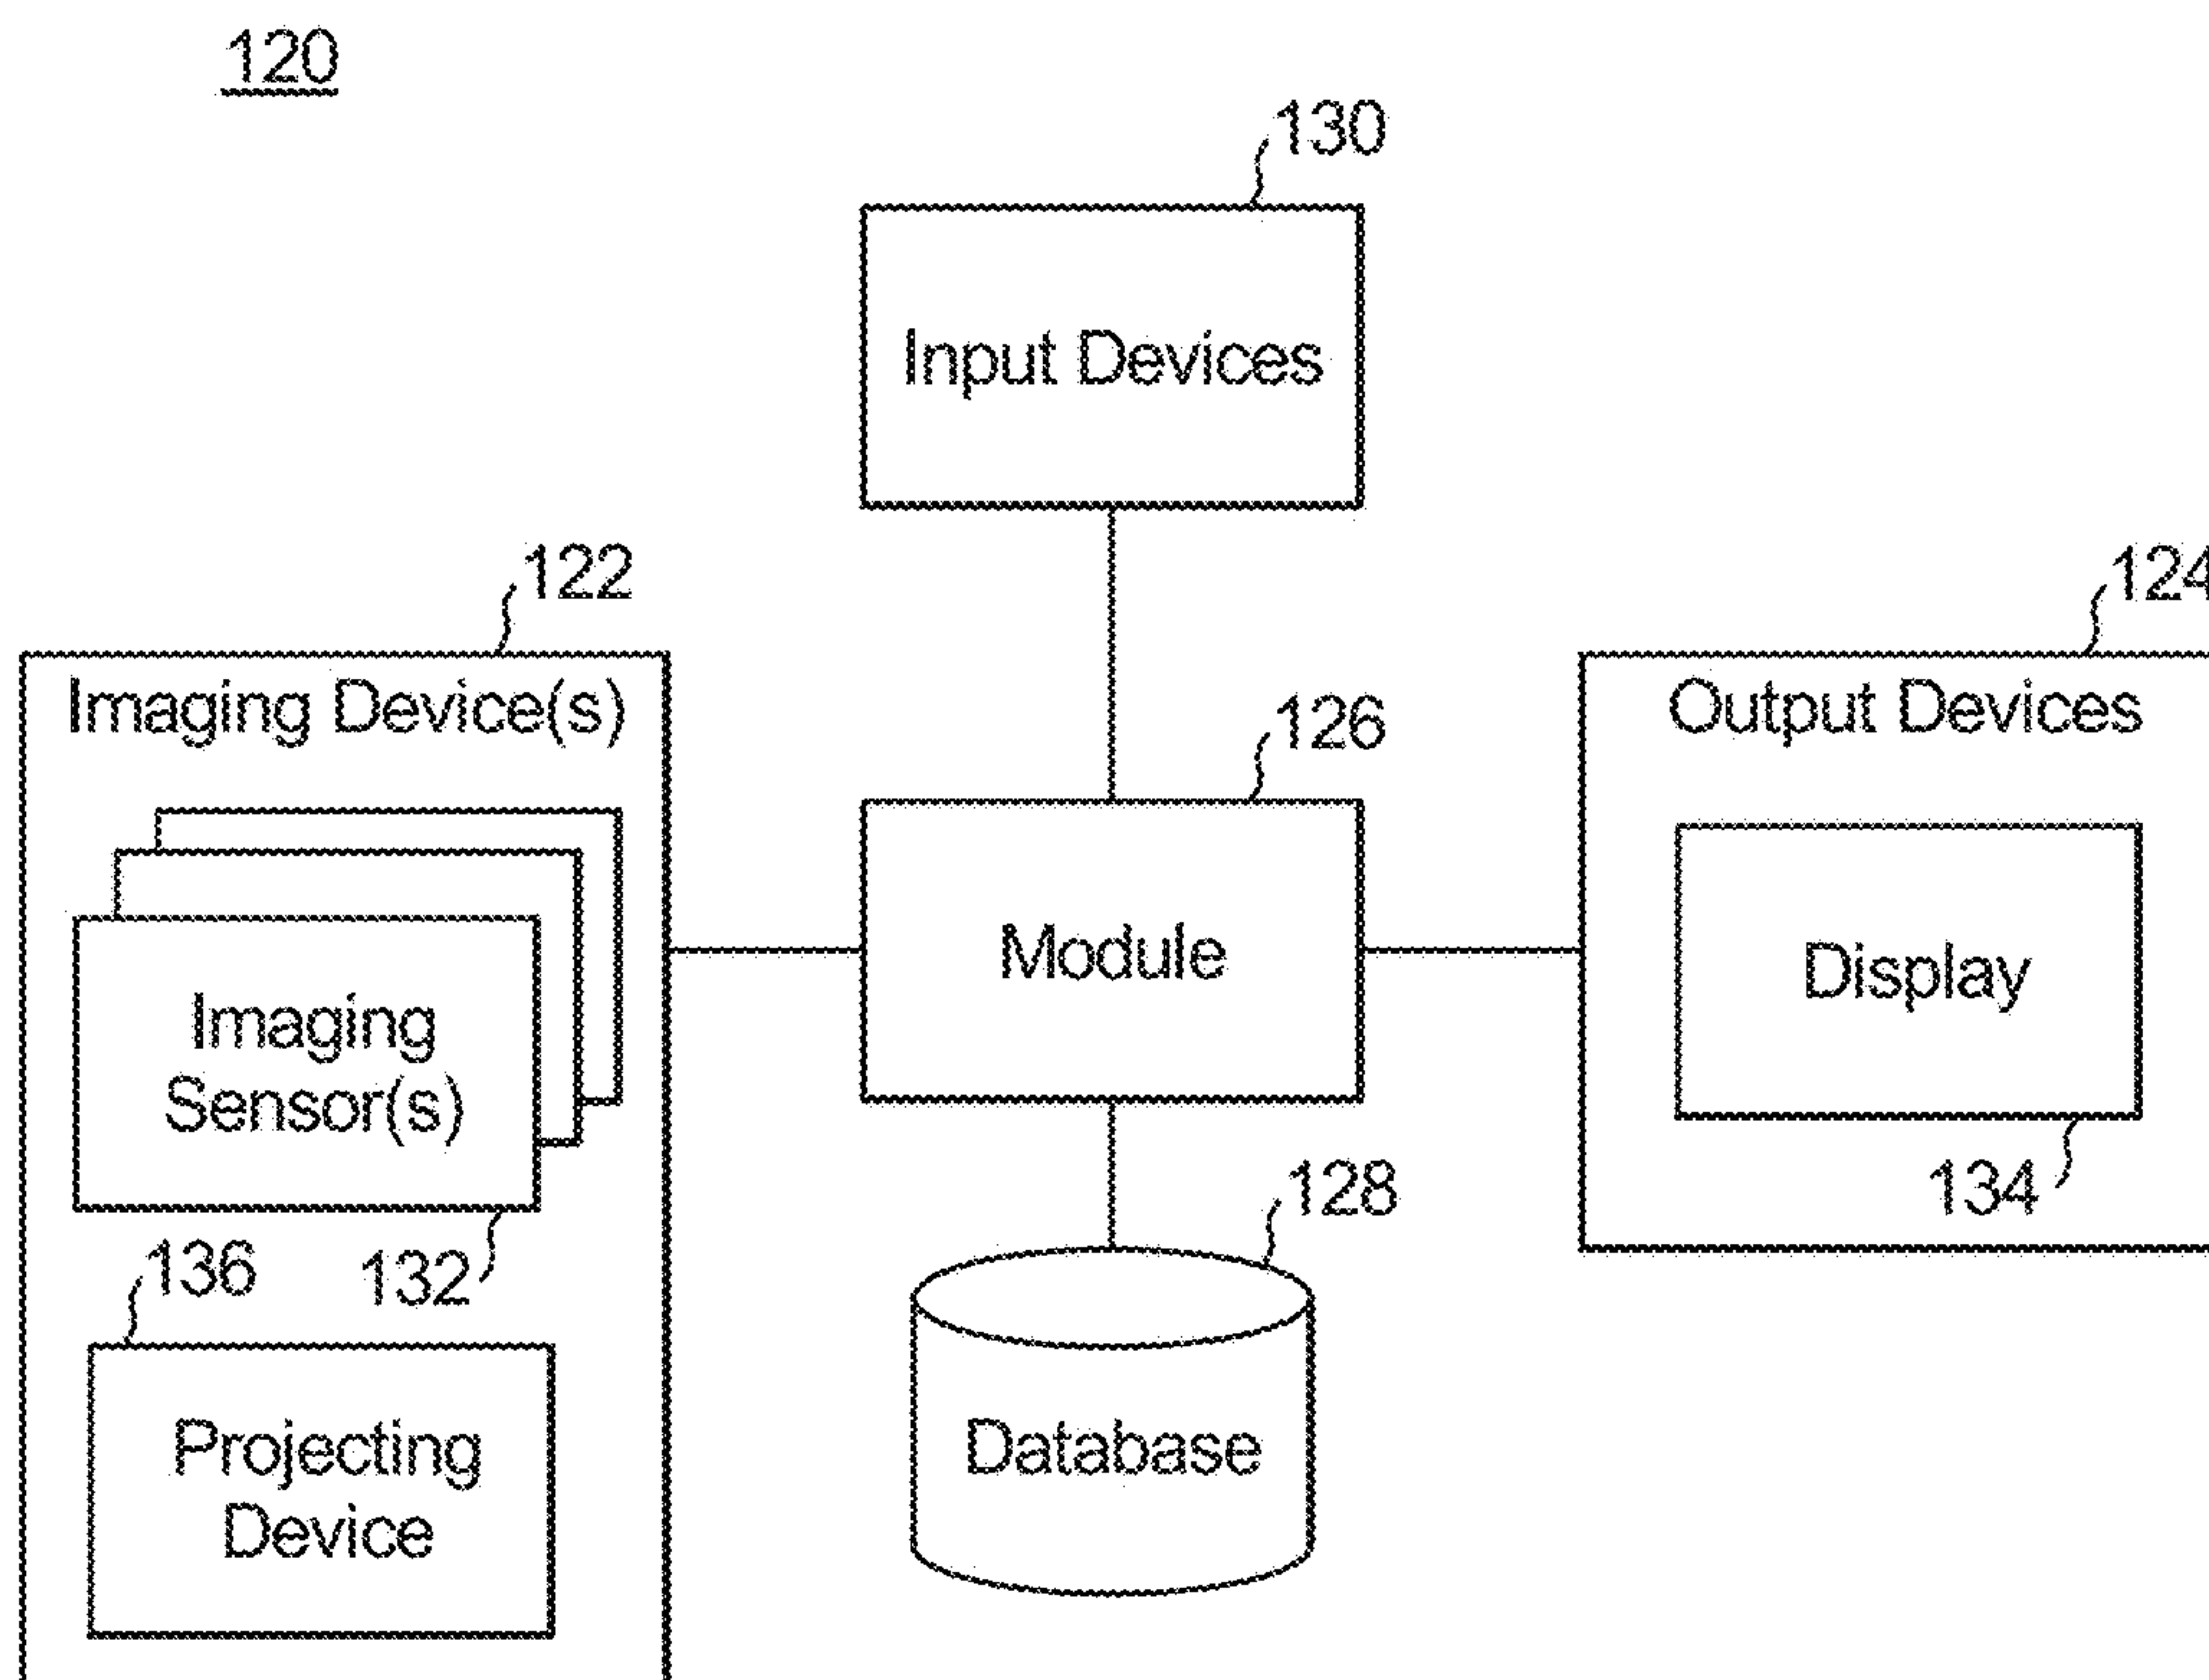 120
130
Input Devices
122
124
Imaging Device(s)
126
Output Devices
Module
Display
Imaging
Sensor(s)
128
134
136
132
Projecting
Device
Database